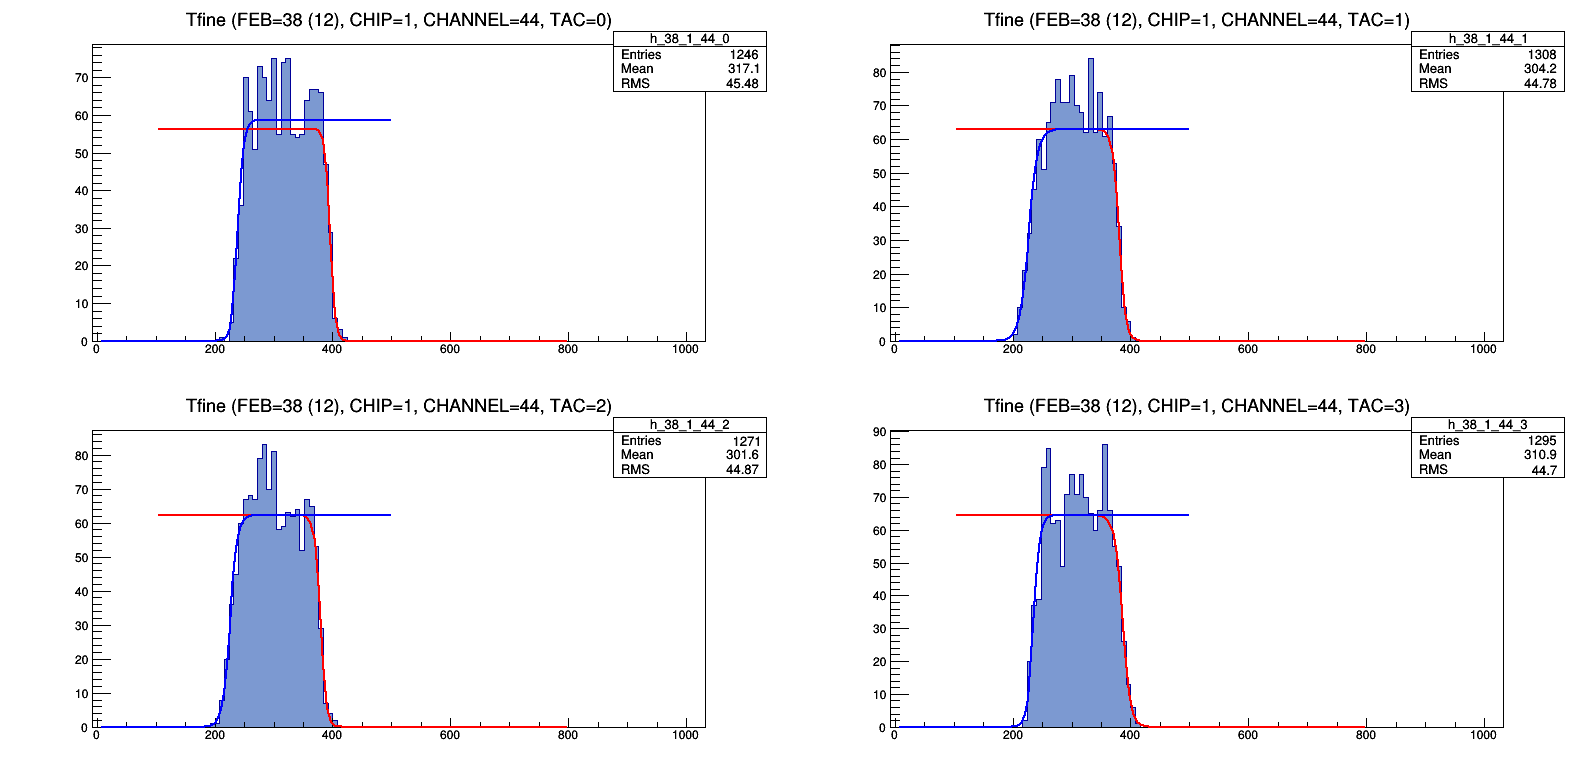 Tfine (FEB=38 (12), CHIP=1, CHANNEL=44, TAC=0)
h_38_1_44_0
Entries 1246
Mean 317.1
RMS 45.48
70
60
50
40
30
20
10
0
0 200 400 600 800 1000
Tfine (FEB=38 (12), CHIP=1, CHANNEL=44, TAC=1)
h_38_1_44_1
Entries 1308
Mean 304.2
RMS 44.78
80
70
60
50
40
30
20
10
0
0 200 400 600 800 1000
Tfine (FEB=38 (12), CHIP=1, CHANNEL=44, TAC=2)
h_38_1_44_2
Entries 1271
Mean 301.6
RMS 44.87
80
70
60
50
40
30
20
10
0
0 200 400 600 800 1000
Tfine (FEB=38 (12), CHIP=1, CHANNEL=44, TAC=3)
h_38_1_44_3
Entries 1295
Mean 310.9
RMS 44.7
90
80
70
60
50
40
30
20
10
0
0 200 400 600 800 1000